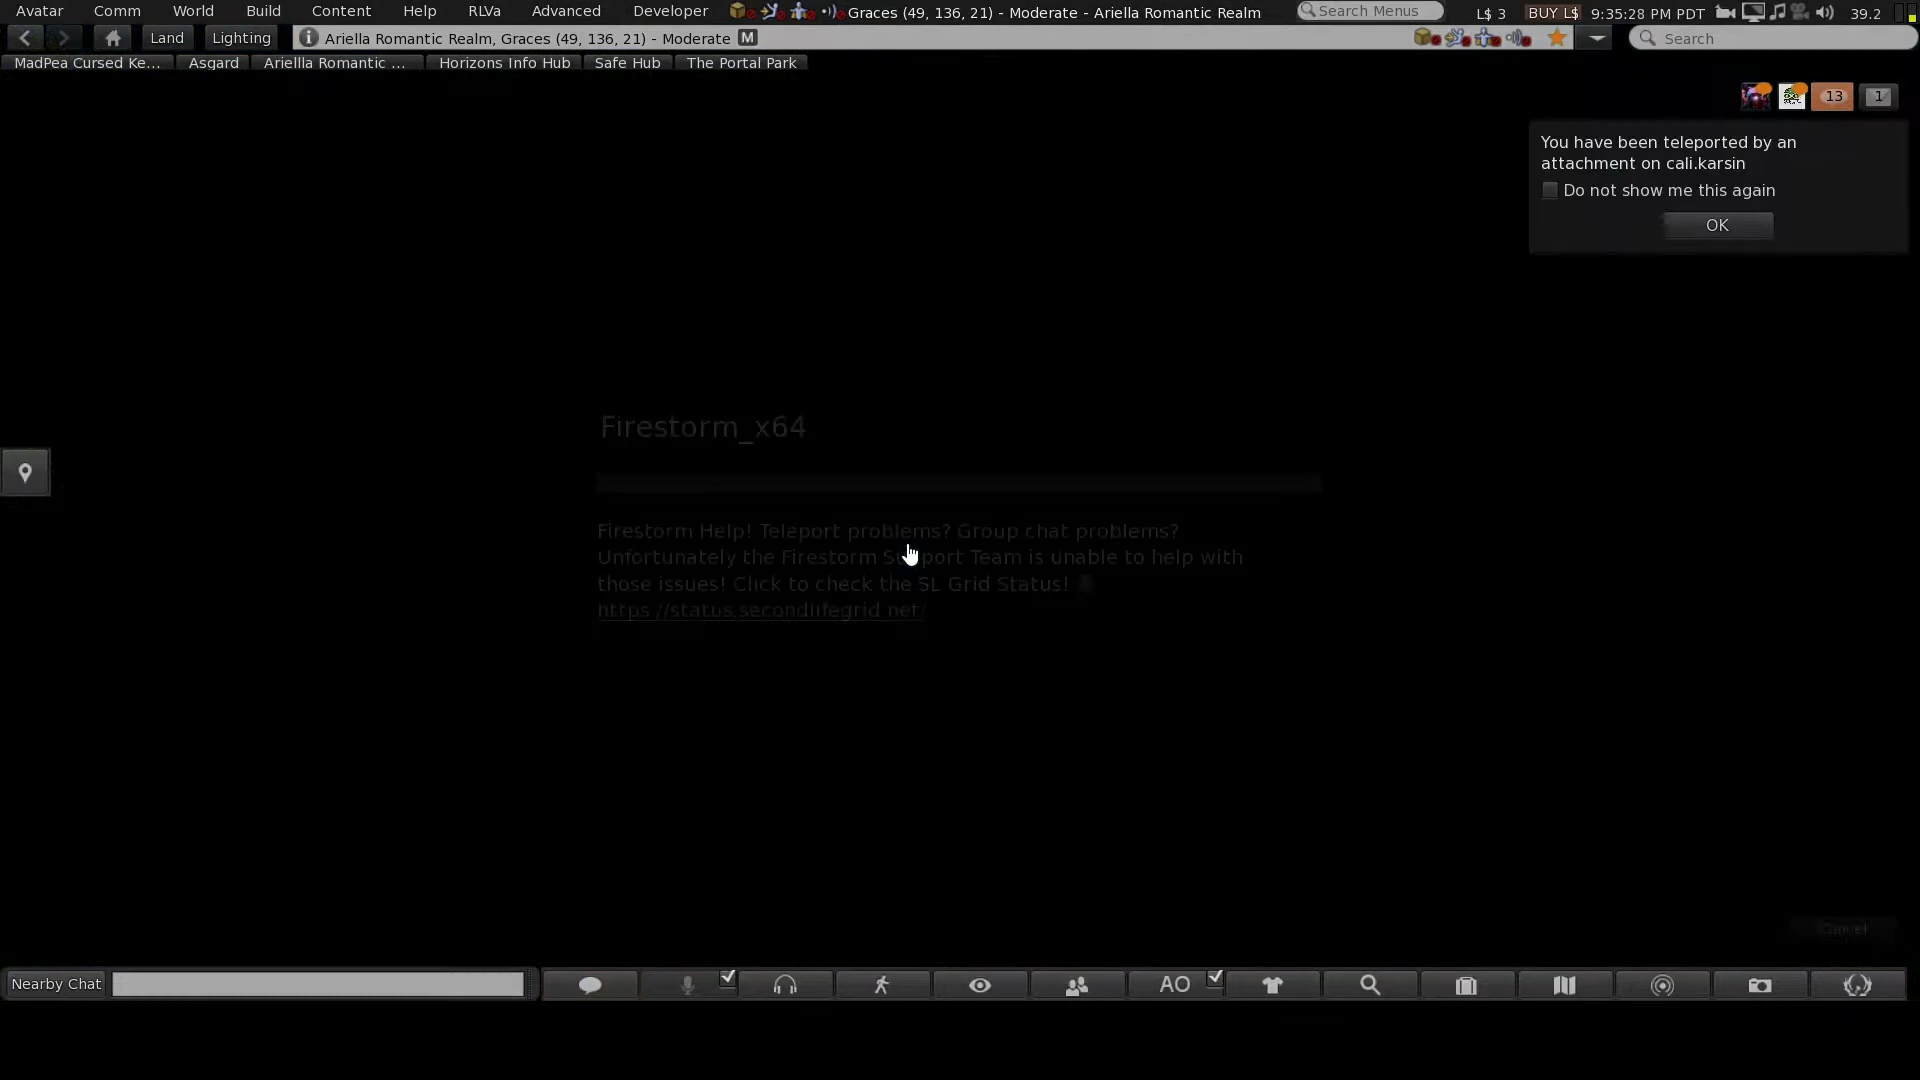 Avatar Comm World Build Content Help RLVa Advanced Developer Graces (49, 136, 21) - Moderate - Ariella Romantic Realm Search Menus L$ 3 BUY L$ 9:35:28 PM PDT 39.2
Land Lighting Ariella Romantic Realm, Graces (49, 136, 21) - Moderate M Search
MadPea Cursed Ke... Asgard Ariellla Romantic ... Horizons Info Hub Safe Hub The Portal Park
13 1
You have been teleported by an
attachment on cali.karsin
Do not show me this again
OK
Firestorm_x64
Firestorm Help! Teleport problems? Group chat problems?
Unfortunately the Firestorm Support Team is unable to help with
those issues! Click to check the SL Grid Status!
https://status.secondlifegrid.net/
Cancel
Nearby Chat AO